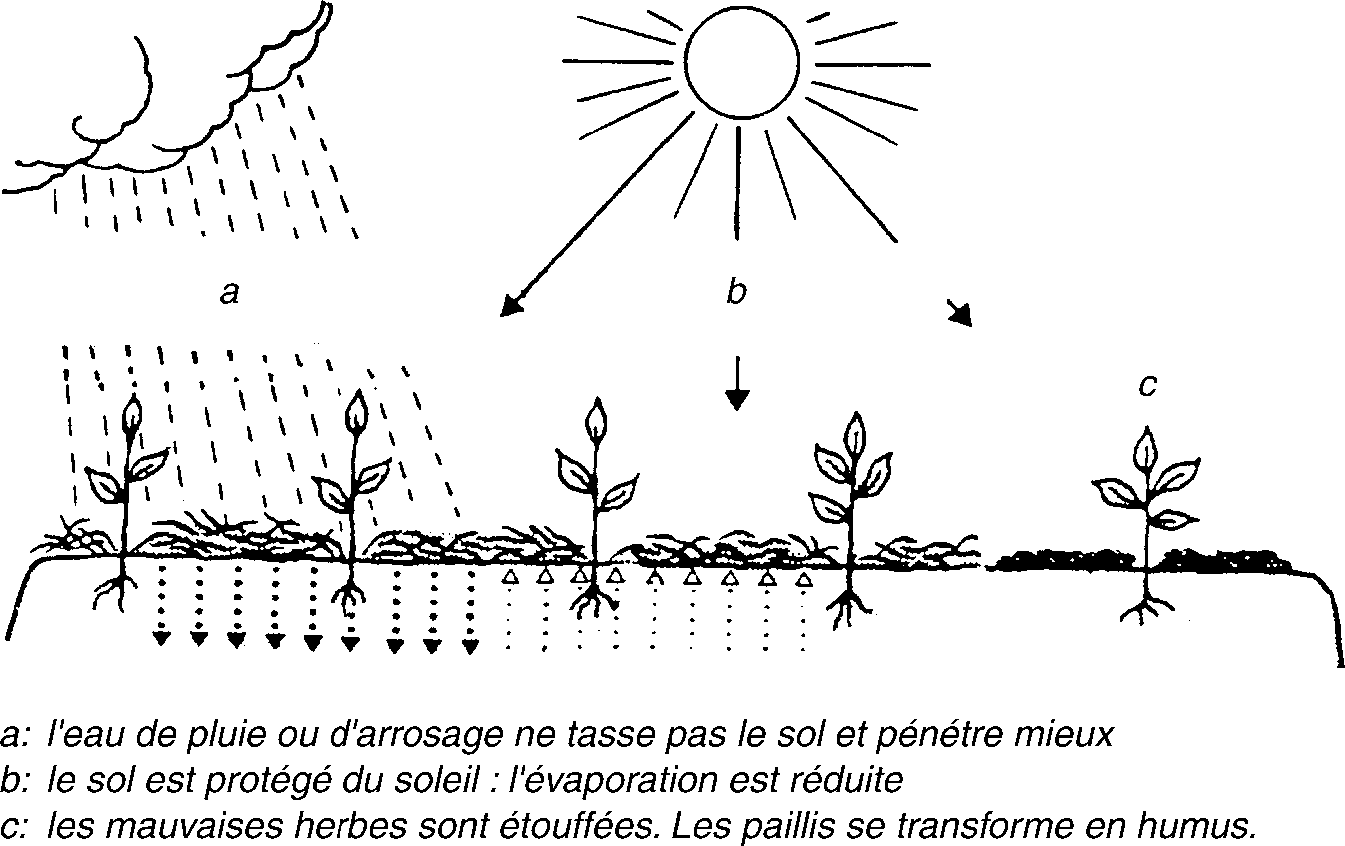 a
b
c
a: l'eau de pluie ou d'arrosage ne tasse pas le sol et pénétre mieux
b: le sol est protégé du soleil : l'évaporation est réduite
c: les mauvaises herbes sont étouffées. Les paillis se transforme en humus.